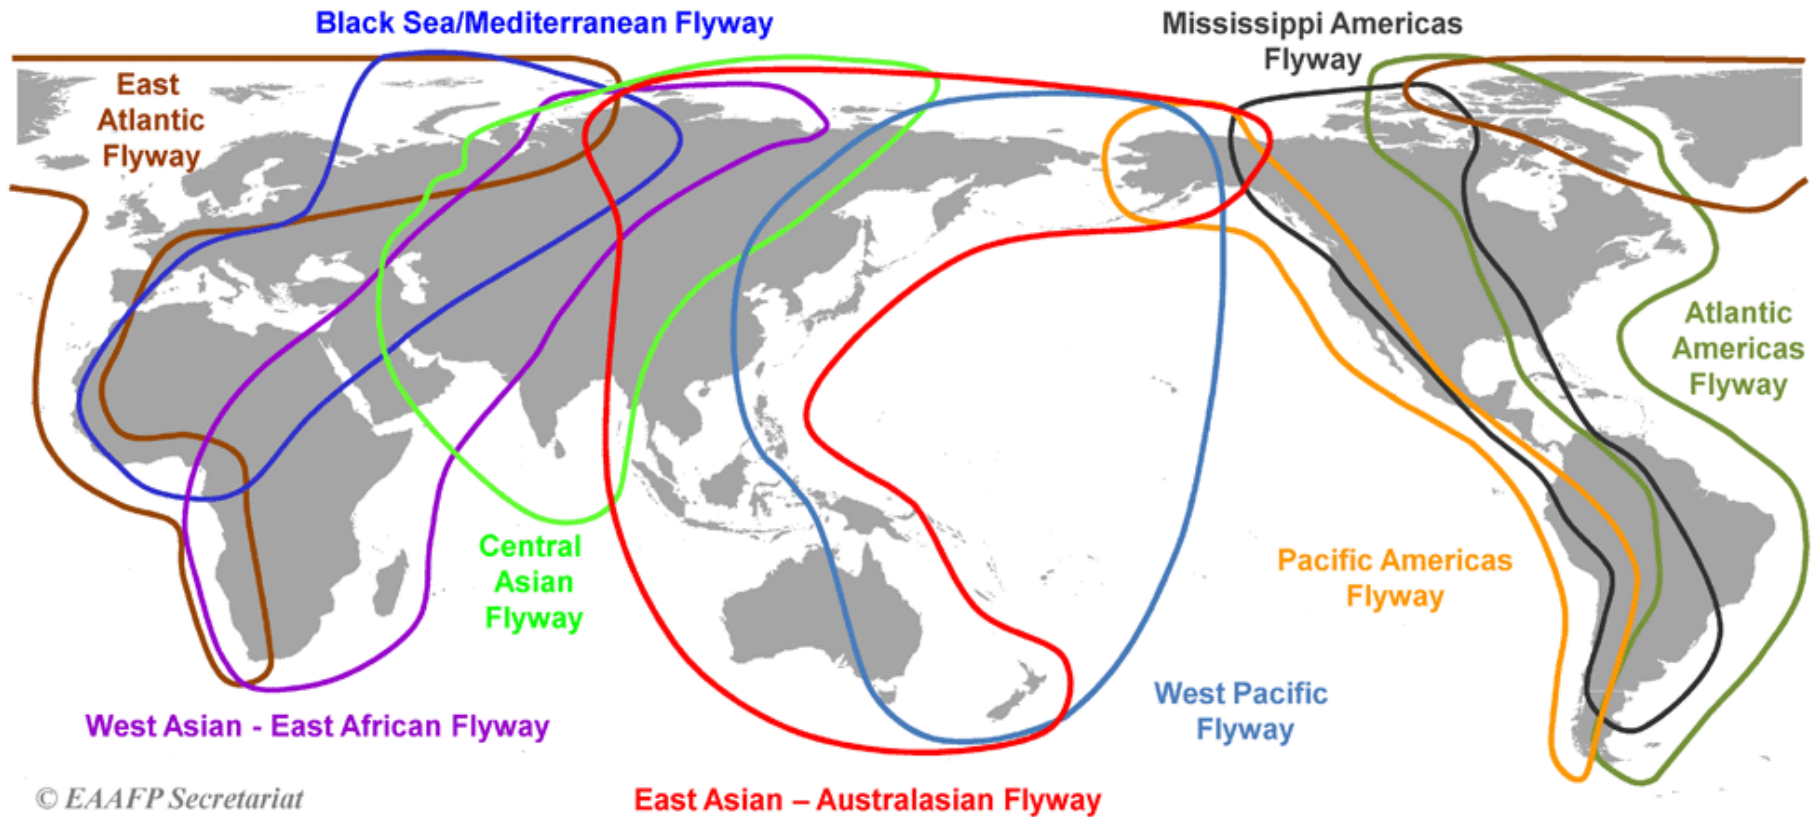 Black Sea/Mediterranean Flyway
Mississippi Americas
Flyway
East
Atlantic
Flyway
Atlantic
Americas
Flyway
Central
Asian
Flyway
Pacific Americas
Flyway
West Pacific
Flyway
West Asian - East African Flyway
East Asian – Australasian Flyway
© EAAFP Secretariat